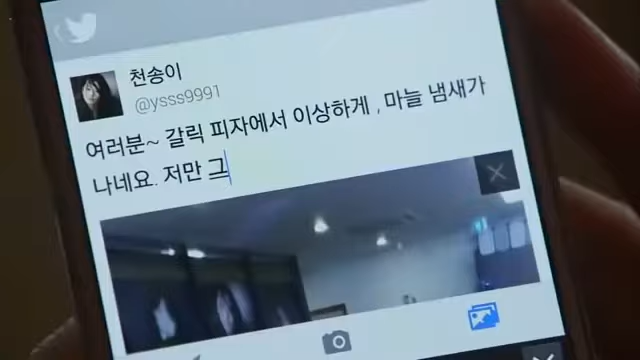 천송이
@ysss9991
여러분~ 갈릭 피자에서 이상하게 , 마늘 냄새가
나네요. 저만 그